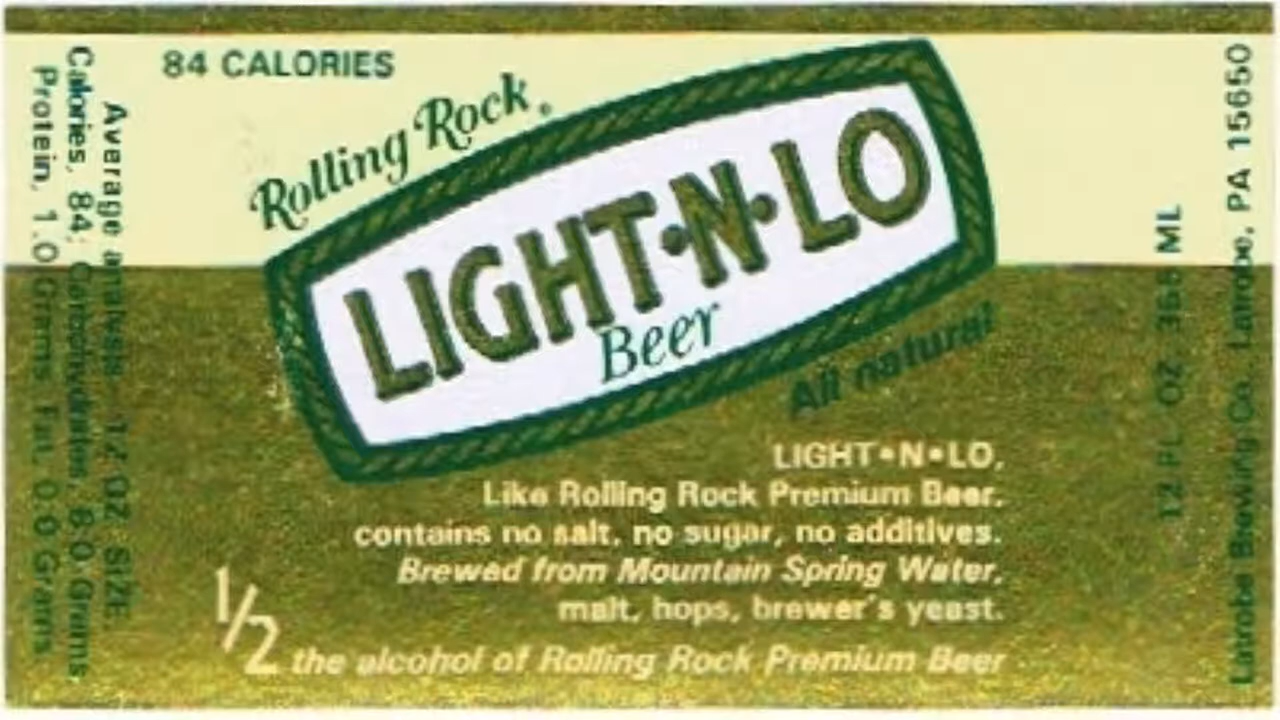 84 CALORIES
Rolling Rock®
LIGHT•N•LO
Beer
All natural
LIGHT•N•LO,
Like Rolling Rock Premium Beer,
contains no salt, no sugar, no additives.
Brewed from Mountain Spring Water,
malt, hops, brewer's yeast.
1/2 the alcohol of Rolling Rock Premium Beer
Average analysis 12 OZ SIZE:
Calories, 84; Carbohydrates, 6.0 Grams,
Protein, 1.0 Grams Fat, 0.0 Grams.
12 FL OZ 355 ML
Latrobe Brewing Co. Latrobe, PA 15650